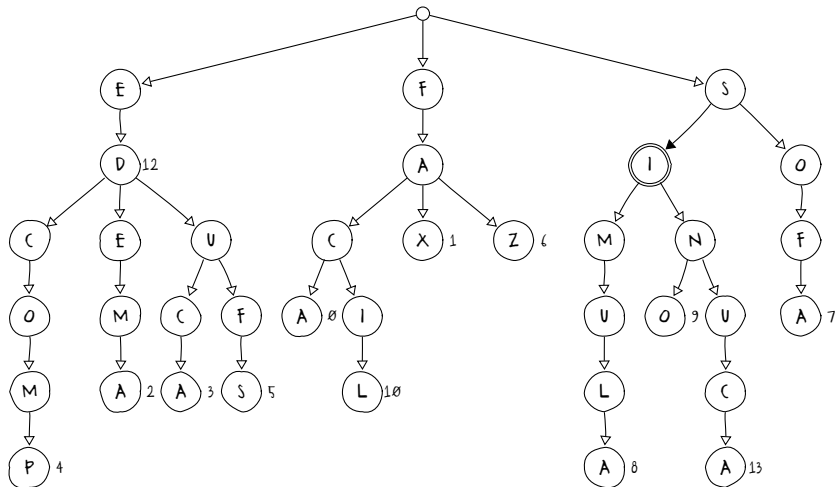 E F S
D 12 A I O
C E U C X 1 Z 6 M N F
O M C F A 0 I U O 9 U A 7
M A 2 A 3 S 5 L 10 L C
P 4 A 8 A 13